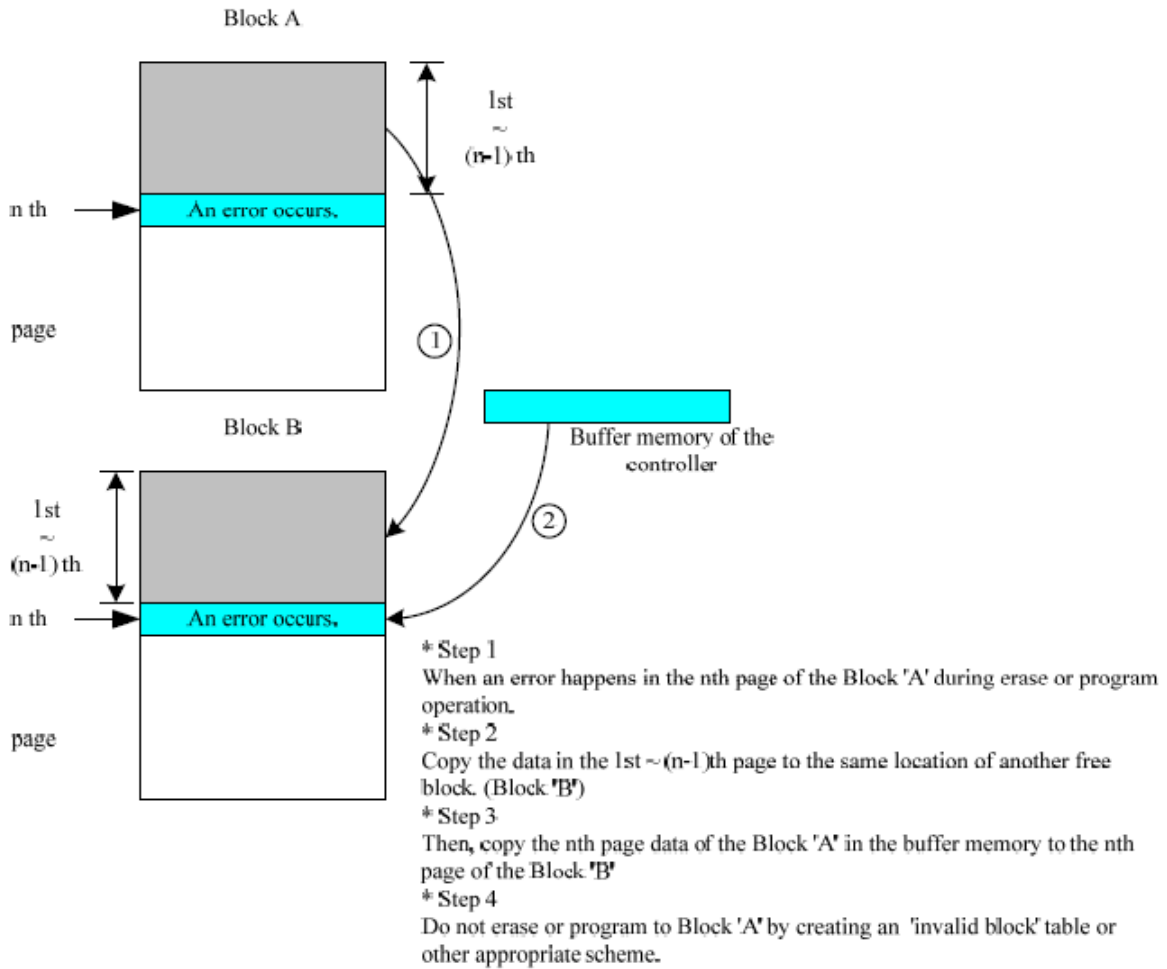 Block A
1st
~
(n-1) th
n th
An error occurs.
page
1
Buffer memory of the
controller
Block B
1st
~
(n-1) th
2
n th
An error occurs.
page
* Step 1
When an error happens in the nth page of the Block 'A' during erase or program
operation.
* Step 2
Copy the data in the 1st ~ (n-1)th page to the same location of another free
block. (Block 'B')
* Step 3
Then, copy the nth page data of the Block 'A' in the buffer memory to the nth
page of the Block 'B'
* Step 4
Do not erase or program to Block 'A' by creating an 'invalid block' table or
other appropriate scheme.